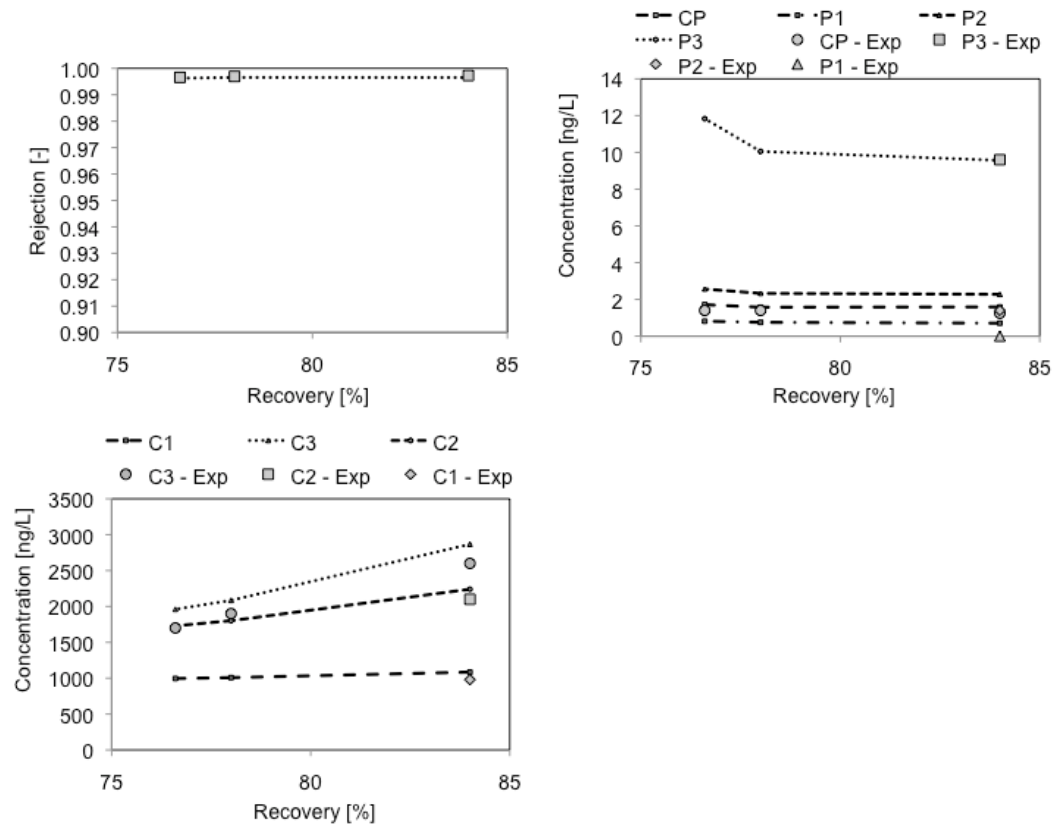 Rejection [-]
1.00
0.99
0.98
0.97
0.96
0.95
0.94
0.93
0.92
0.91
0.90
75 80 85
Recovery [%]
CP P1 P2
P3 CP - Exp P3 - Exp
P2 - Exp P1 - Exp
Concentration [ng/L]
14
12
10
8
6
4
2
0
75 80 85
Recovery [%]
C1 C3 C2
C3 - Exp C2 - Exp C1 - Exp
Concentration [ng/L]
3500
3000
2500
2000
1500
1000
500
0
75 80 85
Recovery [%]